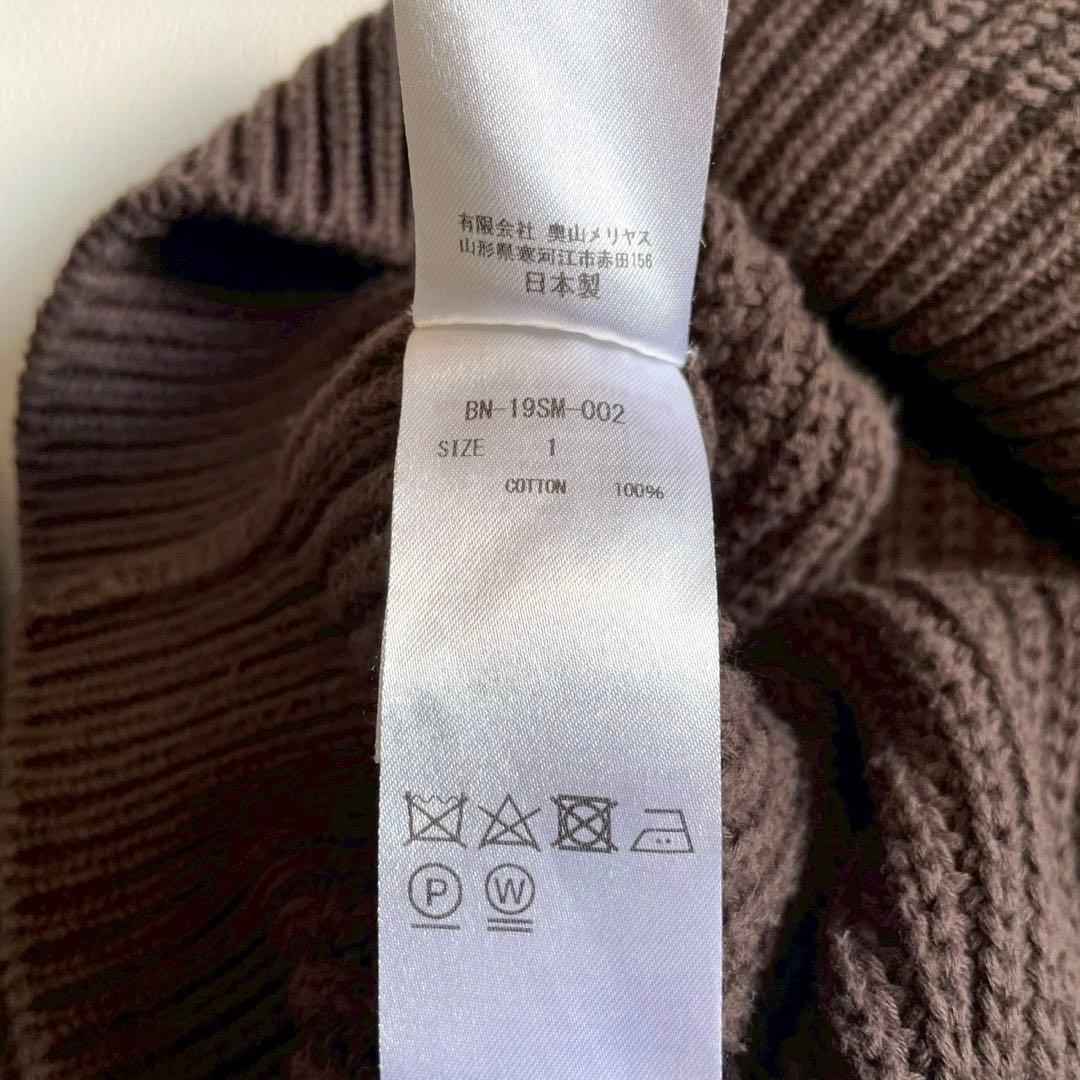 有限会社 奥山メリヤス
山形県寒河江市赤田156
日本製
BN-19SM-002
SIZE 1
COTTON 100%
P W